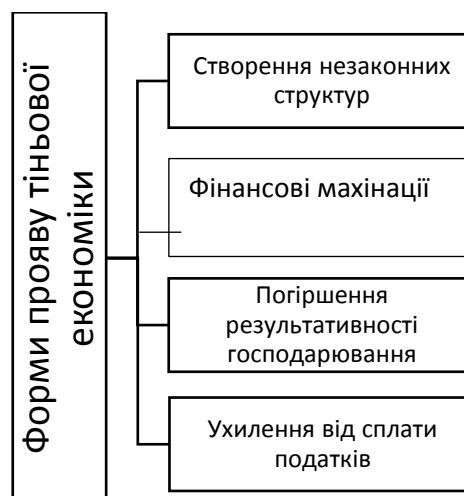 Форми прояву тіньової
економіки
Створення незаконних
структур
Фінансові махінації
Погіршення
результативності
господарювання
Ухилення від сплати
податків